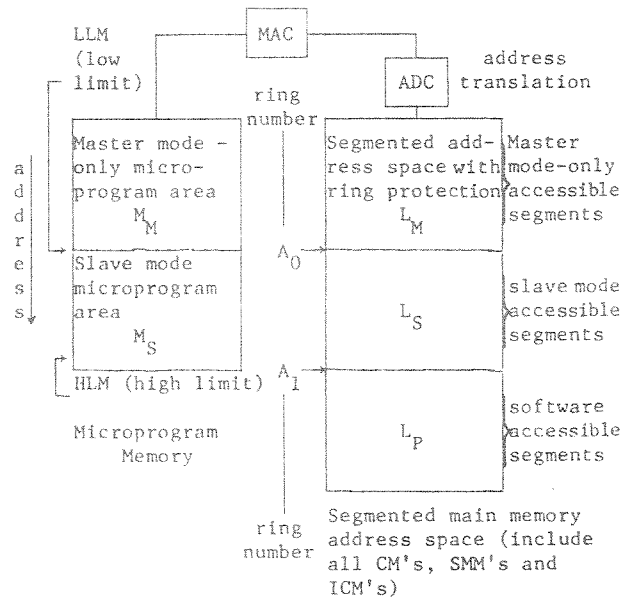 LLM
(low
limit)
MAC
ADC
address
translation
ring
number
address
Master mode -
only micro-
program area
M_M
Slave mode
microprogram
area
M_S
HLM (high limit)
Microprogram
Memory
A_0
A_1
ring
number
Segmented add-
ress space with
ring protection
L_M
L_S
L_P
Master
mode-only
accessible
segments
slave mode
accessible
segments
software
accessible
segments
Segmented main memory
address space (include
all CM's, SMM's and
ICM's)